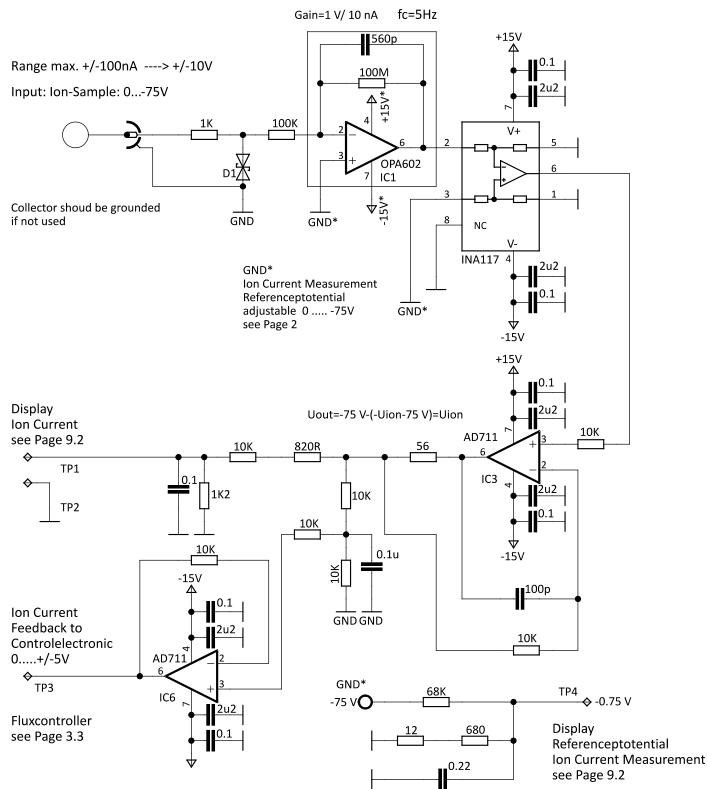 Gain=1 V/ 10 nA fc=5Hz
560p
+15V
Range max. +/-100nA ----> +/-10V
0.1
100M
Input: Ion-Sample: 0...-75V
2u2
+15V*
7
4
1K
100K
2
6
2
V+
5
OPA602
3
IC1
6
D1
7
3
1
-15V*
8
NC
Collector shoud be grounded
if not used
GND
GND*
V-
INA117
4
2u2
GND*
Ion Current Measurement
Referencepotential
adjustable 0 ..... -75V
see Page 2
0.1
GND*
-15V
+15V
0.1
Display
Ion Current
see Page 9.2
Uout=-75 V-(-Uion-75 V)=Uion
2u2
7
AD711
10K
3
10K
820R
56
6
2
TP1
IC3
0.1
1K2
10K
4
2u2
TP2
0.1
10K
-15V
10K
0.1u
10K
-15V
100p
Ion Current
Feedback to
Controlelectronic
0.....+/-5V
0.1
GND GND
2u2
4
10K
AD711
2
6
3
TP3
IC6
GND*
68K
TP4
-0.75 V
-75 V
7
2u2
Fluxcontroller
see Page 3.3
0.1
12
680
Display
Referencepotential
Ion Current Measurement
see Page 9.2
0.22